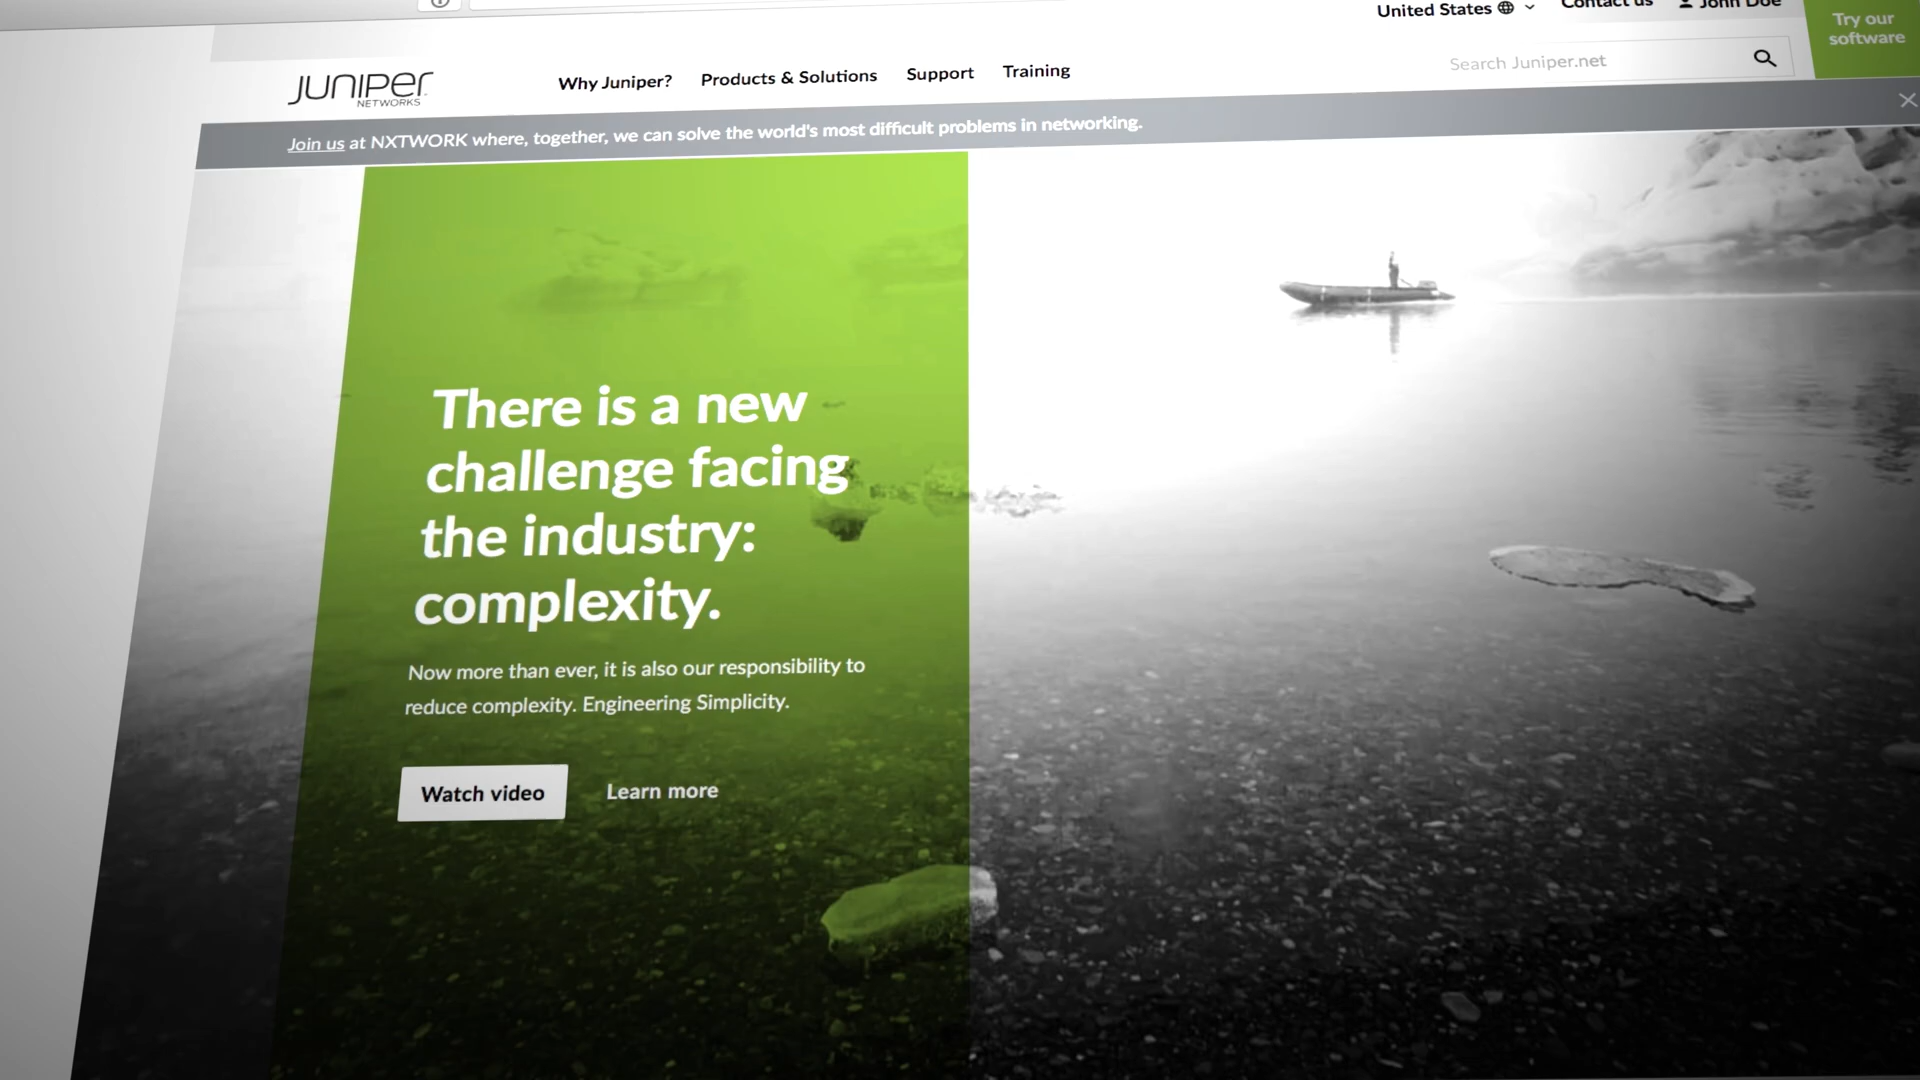 United States
Contact us
John Doe
Try our
software
JUNIPER
NETWORKS
Why Juniper?
Products & Solutions
Support
Training
Search Juniper.net
Join us at NXTWORK where, together, we can solve the world's most difficult problems in networking.
There is a new
challenge facing
the industry:
complexity.
Now more than ever, it is also our responsibility to
reduce complexity. Engineering Simplicity.
Watch video
Learn more